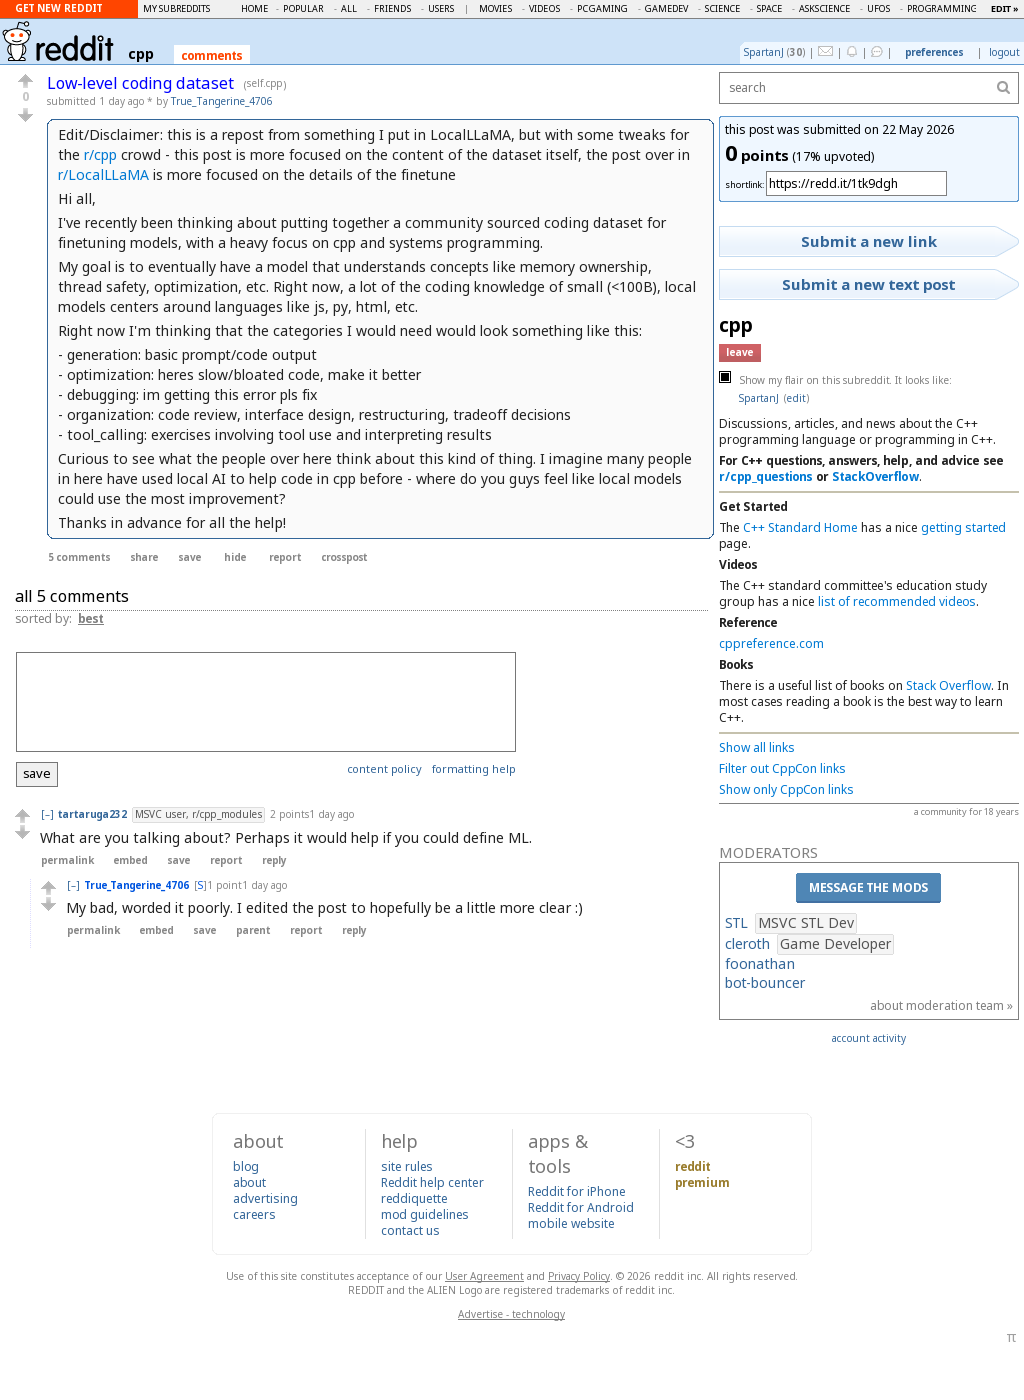 GET NEW REDDIT MY SUBREDDITS HOME - POPULAR - ALL - FRIENDS - USERS | MOVIES - VIDEOS - PCGAMING - GAMEDEV - SCIENCE - SPACE - ASKSCIENCE - UFOS - PROGRAMMING EDIT »
reddit cpp comments
SpartanJ (30) | | | | preferences | logout
0
Low-level coding dataset (self.cpp)
submitted 1 day ago * by True_Tangerine_4706
Edit/Disclaimer: this is a repost from something I put in LocalLLaMA, but with some tweaks for
the r/cpp crowd - this post is more focused on the content of the dataset itself, the post over in
r/LocalLLaMA is more focused on the details of the finetune
Hi all,
I've recently been thinking about putting together a community sourced coding dataset for
finetuning models, with a heavy focus on cpp and systems programming.
My goal is to eventually have a model that understands concepts like memory ownership,
thread safety, optimization, etc. Right now, a lot of the coding knowledge of small (<100B), local
models centers around languages like js, py, html, etc.
Right now I'm thinking that the categories I would need would look something like this:
- generation: basic prompt/code output
- optimization: heres slow/bloated code, make it better
- debugging: im getting this error pls fix
- organization: code review, interface design, restructuring, tradeoff decisions
- tool_calling: exercises involving tool use and interpreting results
Curious to see what the people over here think about this kind of thing. I imagine many people
in here have used local AI to help code in cpp before - where do you guys feel like local models
could use the most improvement?
Thanks in advance for all the help!
5 comments share save hide report crosspost
all 5 comments
sorted by: best
save
content policy formatting help
[–] tartaruga232 MSVC user, r/cpp_modules 2 points1 day ago
What are you talking about? Perhaps it would help if you could define ML.
permalink embed save report reply
[–] True_Tangerine_4706 [S]1 point1 day ago
My bad, worded it poorly. I edited the post to hopefully be a little more clear :)
permalink embed save parent report reply
search
this post was submitted on 22 May 2026
0 points (17% upvoted)
shortlink: https://redd.it/1tk9dgh
Submit a new link
Submit a new text post
cpp
leave
Show my flair on this subreddit. It looks like:
SpartanJ (edit)
Discussions, articles, and news about the C++
programming language or programming in C++.
For C++ questions, answers, help, and advice see
r/cpp_questions or StackOverflow.
Get Started
The C++ Standard Home has a nice getting started
page.
Videos
The C++ standard committee's education study
group has a nice list of recommended videos.
Reference
cppreference.com
Books
There is a useful list of books on Stack Overflow. In
most cases reading a book is the best way to learn
C++.
Show all links
Filter out CppCon links
Show only CppCon links
a community for 18 years
MODERATORS
MESSAGE THE MODS
STL MSVC STL Dev
cleroth Game Developer
foonathan
bot-bouncer
about moderation team »
account activity
about
blog
about
advertising
careers
help
site rules
Reddit help center
reddiquette
mod guidelines
contact us
apps &
tools
Reddit for iPhone
Reddit for Android
mobile website
<3
reddit
premium
Use of this site constitutes acceptance of our User Agreement and Privacy Policy. © 2026 reddit inc. All rights reserved.
REDDIT and the ALIEN Logo are registered trademarks of reddit inc.
Advertise - technology
π